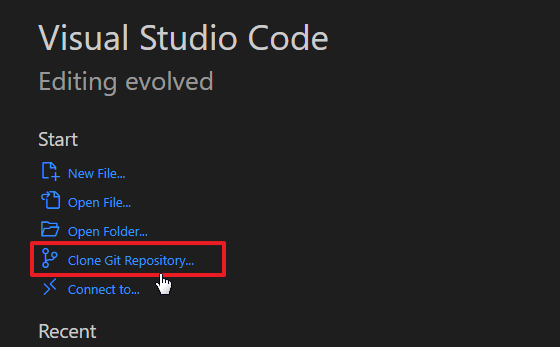 Visual Studio Code
Editing evolved
Start
New File...
Open File...
Open Folder...
Clone Git Repository...
Connect to...
Recent